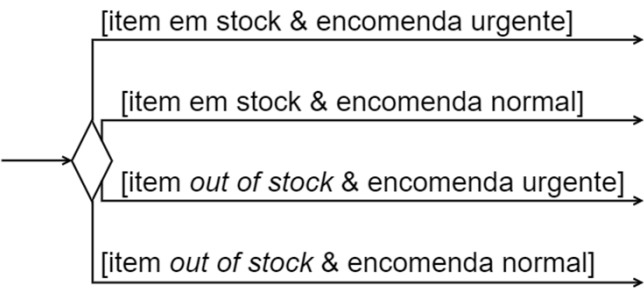 [item em stock & encomenda urgente]
[item em stock & encomenda normal]
[item out of stock & encomenda urgente]
[item out of stock & encomenda normal]